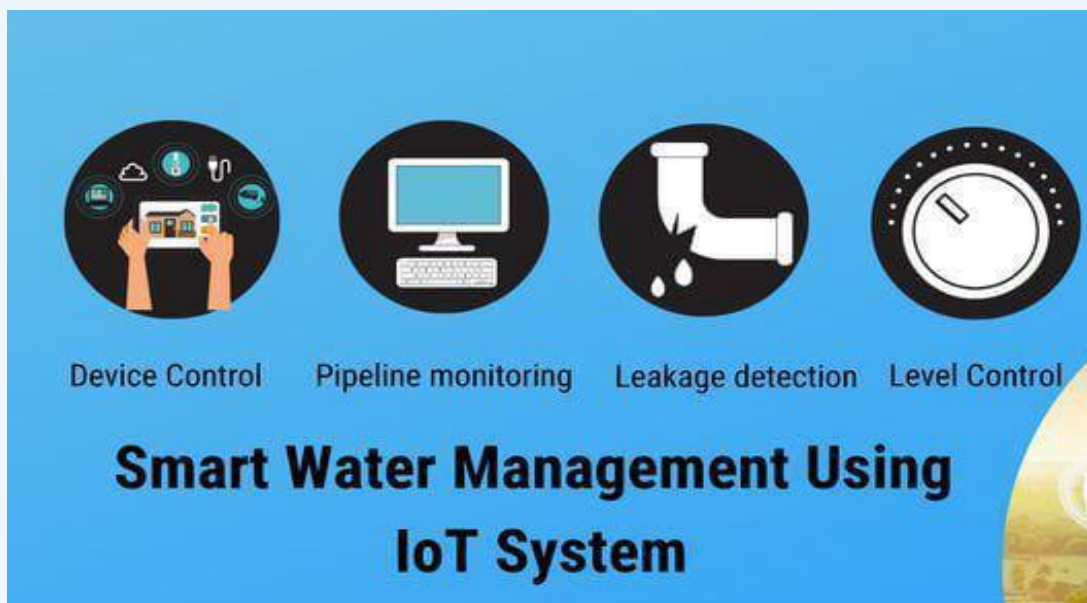 Device Control Pipeline monitoring Leakage detection Level Control
Smart Water Management Using
IoT System